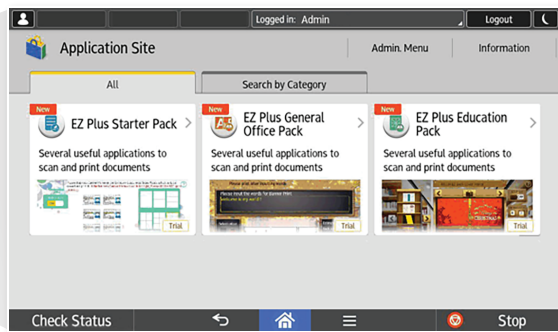 Logged in: Admin
Logout
Application Site
Admin. Menu
Information
All
Search by Category
New
EZ Plus Starter Pack
Several useful applications to
scan and print documents
Trial
New
EZ Plus General
Office Pack
Several useful applications to
scan and print documents
Trial
New
EZ Plus Education
Pack
Several useful applications to
scan and print documents
Trial
Check Status
Stop